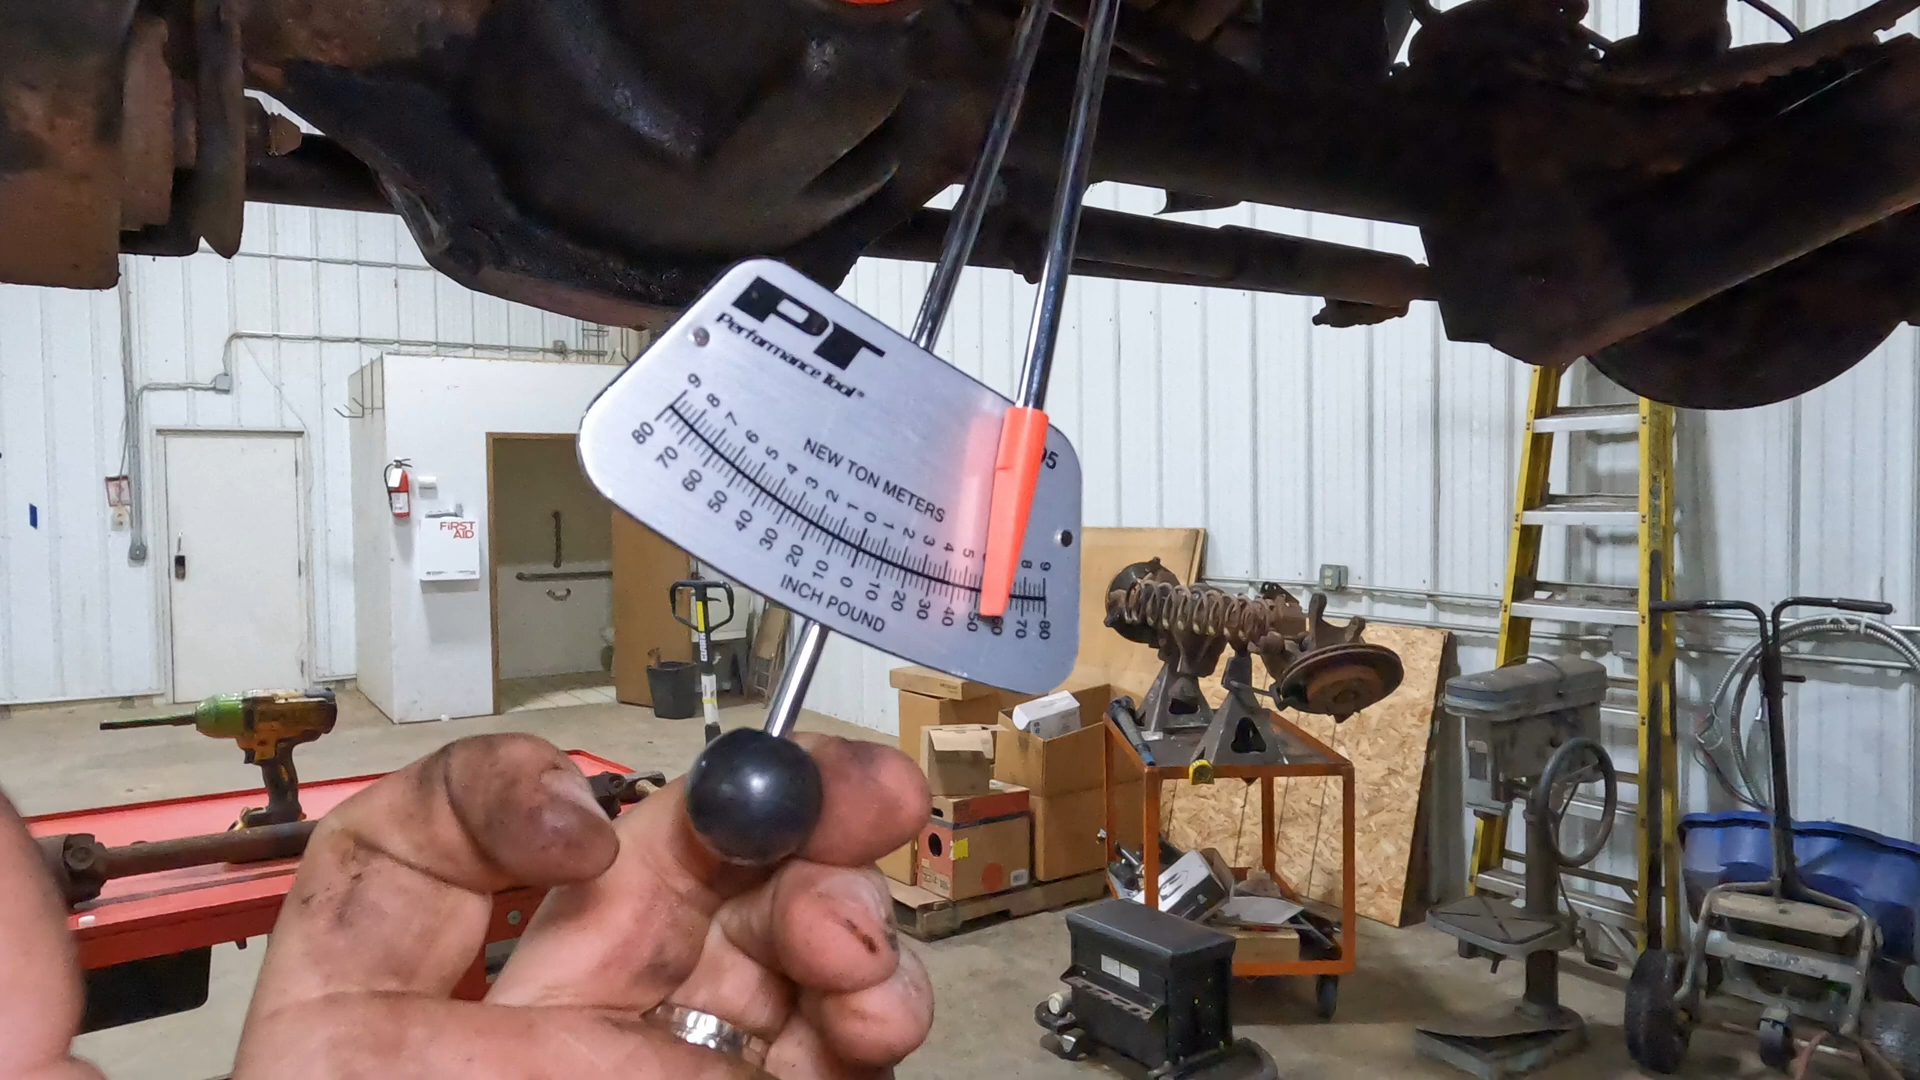 PT
Performance Tool™
NEW TON METERS
9 8 7 6 5 4 3 2 1 0 1 2 3 4 5 8 9
80 70 60 50 40 30 20 10 0 10 20 30 40 50 60 70 80
INCH POUND
FIRST
AID